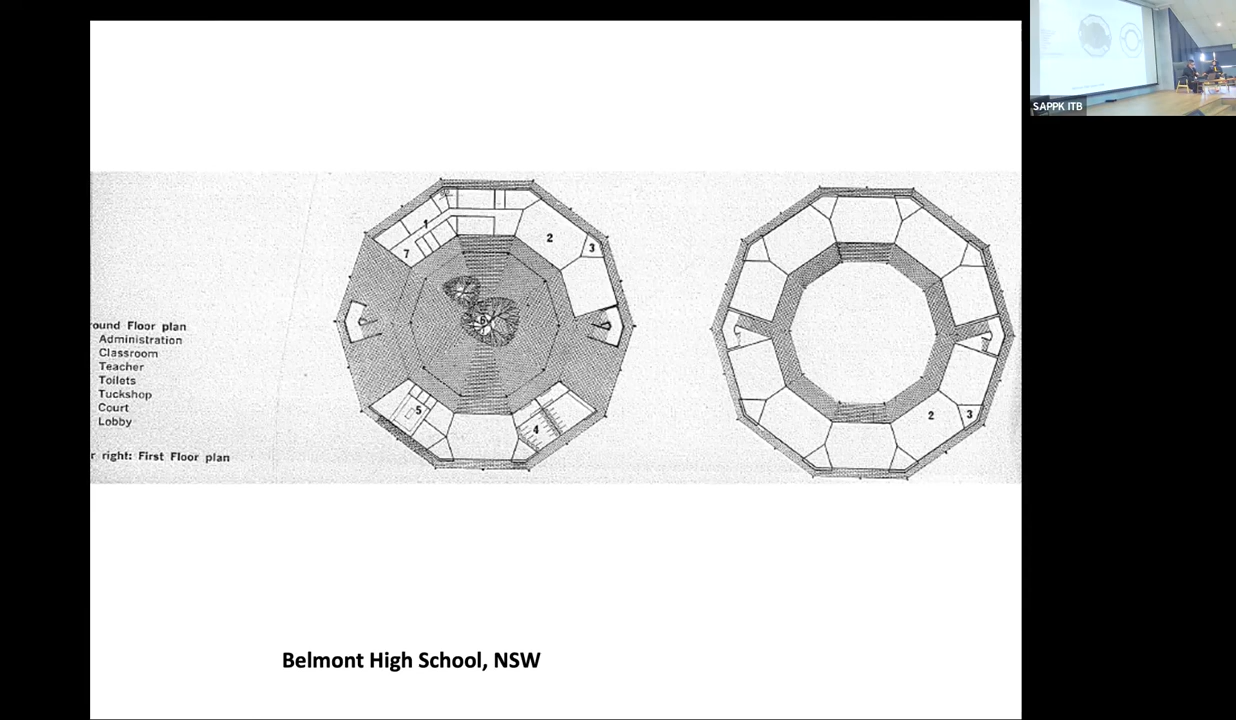 SAPPK ITB
1
2
3
7
6
5
4
2
3
ound Floor plan
Administration
Classroom
Teacher
Toilets
Tuckshop
Court
Lobby
r right: First Floor plan
Belmont High School, NSW